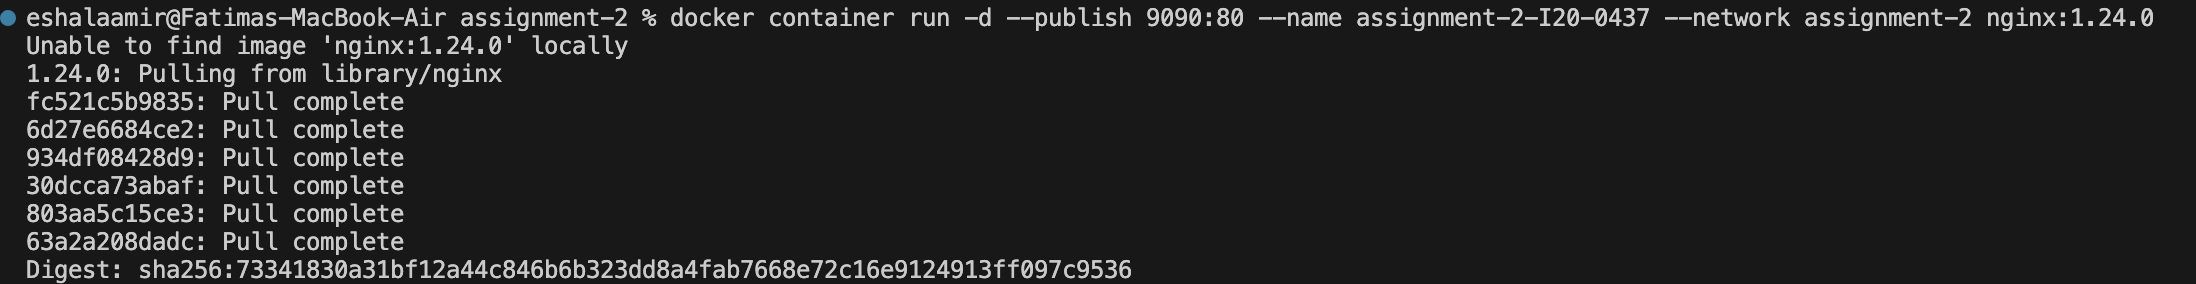 eshalaamir@Fatimas-MacBook-Air assignment-2 % docker container run -d --publish 9090:80 --name assignment-2-I20-0437 --network assignment-2 nginx:1.24.0
Unable to find image 'nginx:1.24.0' locally
1.24.0: Pulling from library/nginx
fc521c5b9835: Pull complete
6d27e6684ce2: Pull complete
934df08428d9: Pull complete
30dcca73abaf: Pull complete
803aa5c15ce3: Pull complete
63a2a208dadc: Pull complete
Digest: sha256:73341830a31bf12a44c846b6b323dd8a4fab7668e72c16e9124913ff097c9536